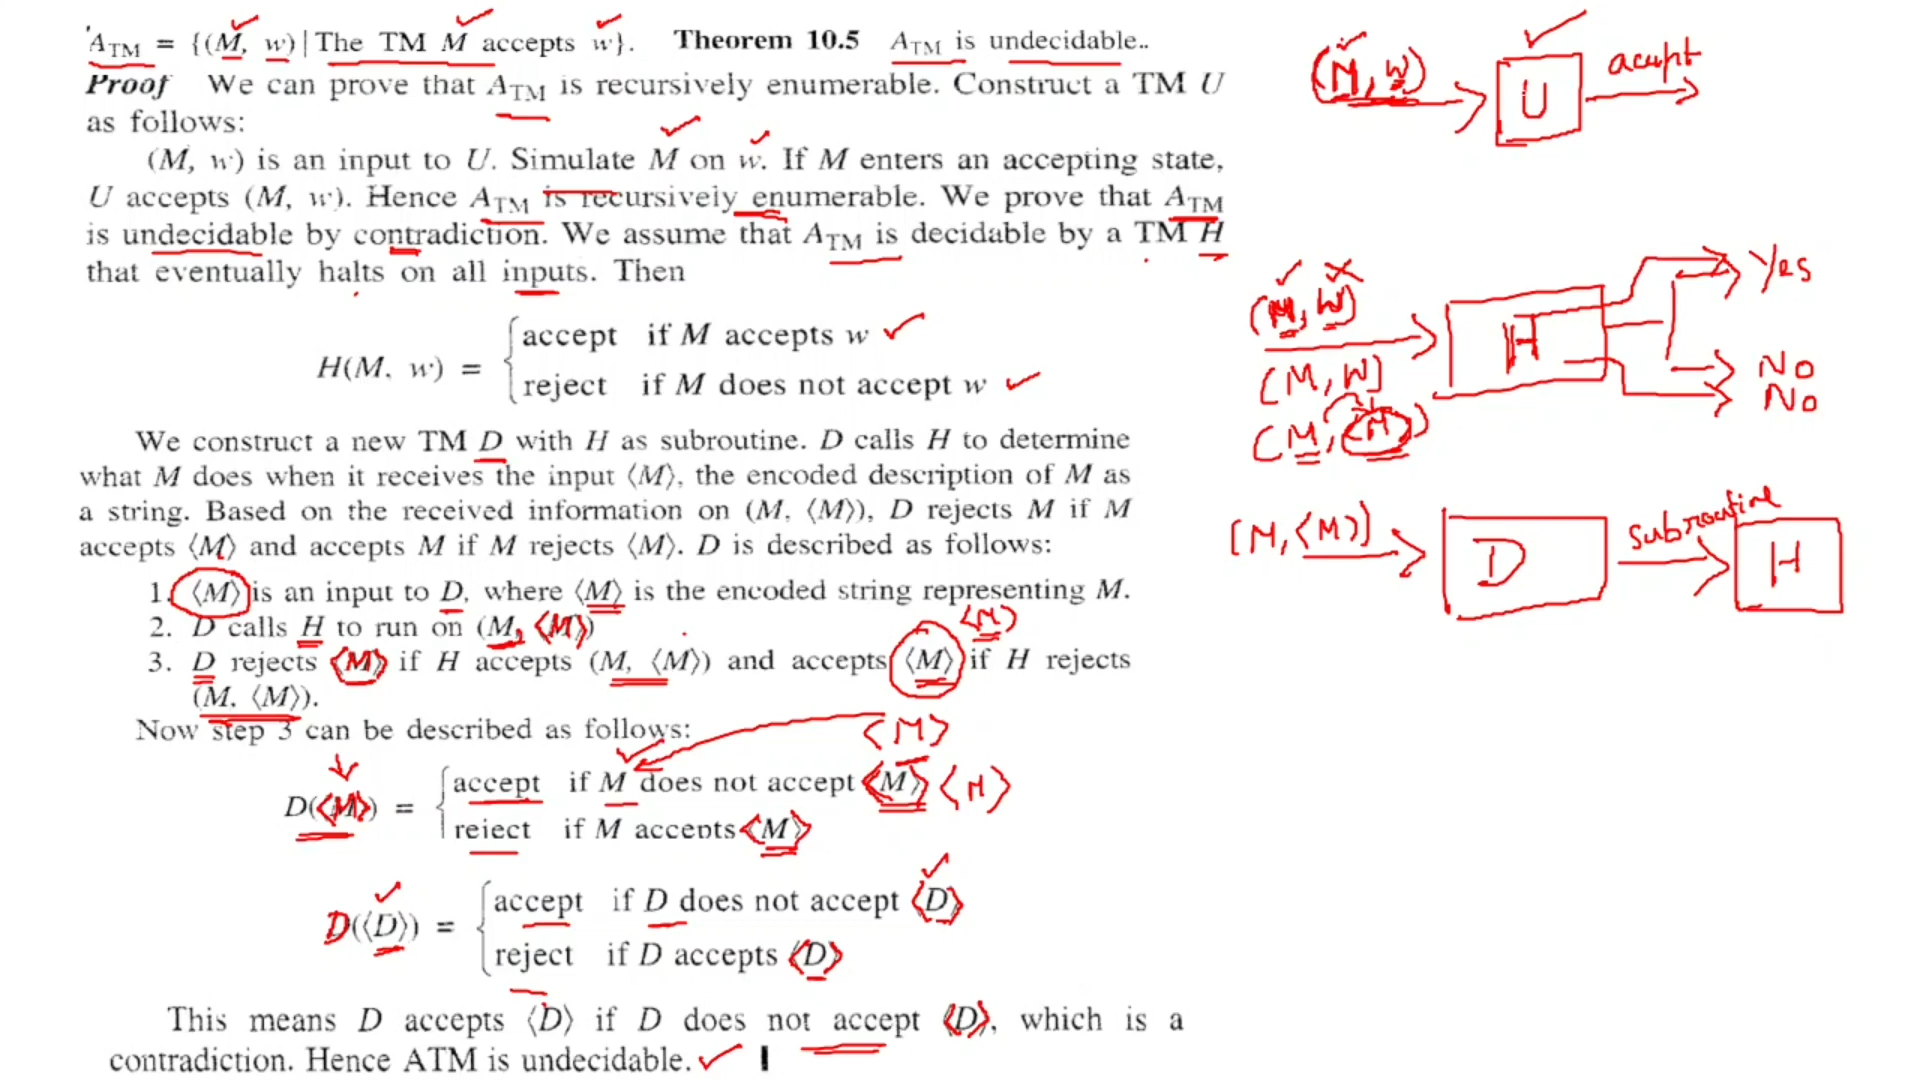 A_TM = {(M, w) | The TM M accepts w}. Theorem 10.5 A_TM is undecidable..
Proof We can prove that A_TM is recursively enumerable. Construct a TM U
as follows:
(M, w) is an input to U. Simulate M on w. If M enters an accepting state,
U accepts (M, w). Hence A_TM is recursively enumerable. We prove that A_TM
is undecidable by contradiction. We assume that A_TM is decidable by a TM H
that eventually halts on all inputs. Then
H(M, w) = { accept if M accepts w
reject if M does not accept w
We construct a new TM D with H as subroutine. D calls H to determine
what M does when it receives the input ⟨M⟩, the encoded description of M as
a string. Based on the received information on (M, ⟨M⟩), D rejects M if M
accepts ⟨M⟩ and accepts M if M rejects ⟨M⟩. D is described as follows:
1. ⟨M⟩ is an input to D, where ⟨M⟩ is the encoded string representing M.
2. D calls H to run on (M, ⟨M⟩)
⟨M⟩
3. D rejects ⟨M⟩ if H accepts (M, ⟨M⟩) and accepts ⟨M⟩ if H rejects
(M, ⟨M⟩).
Now step 3 can be described as follows:
⟨M⟩
D(⟨M⟩) = { accept if M does not accept ⟨M⟩ ⟨M⟩
reject if M accepts ⟨M⟩
D(⟨D⟩) = { accept if D does not accept ⟨D⟩
reject if D accepts ⟨D⟩
This means D accepts ⟨D⟩ if D does not accept ⟨D⟩, which is a
contradiction. Hence ATM is undecidable.
(M, w) U accept
(M, w) H Yes
No
No
(M, w)
(M, ⟨M⟩)
(M, ⟨M⟩) D subroutine H